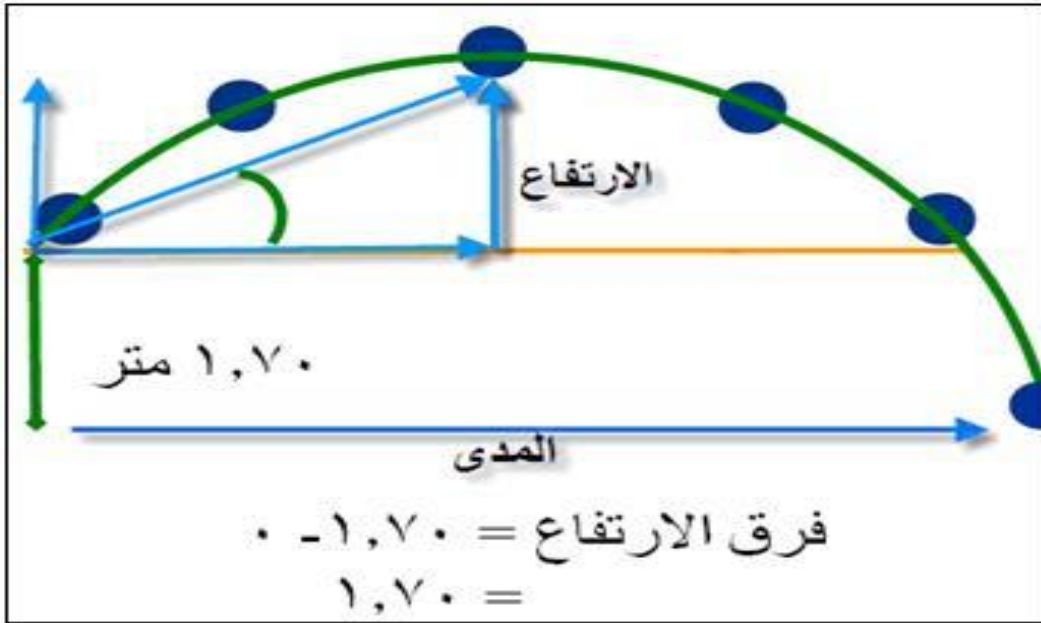 الارتفاع
١,٧٠ متر
المدى
فرق الارتفاع = ١,٧٠- ٠
= ١,٧٠